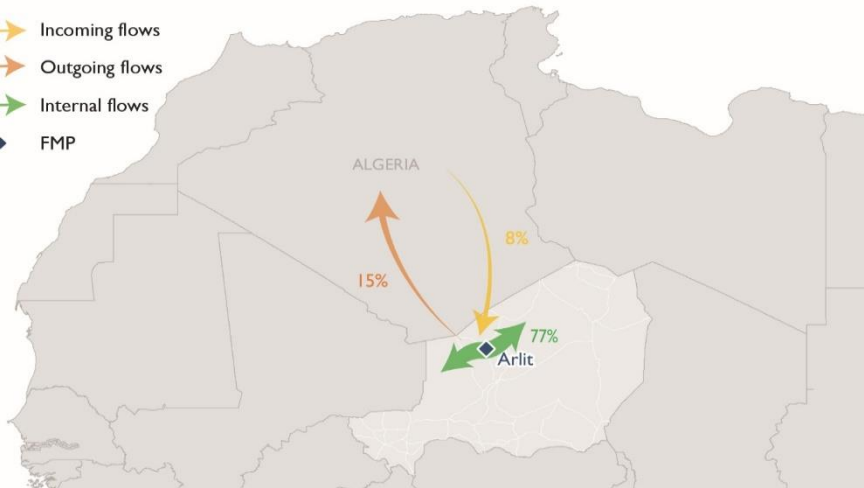 Incoming flows
Outgoing flows
Internal flows
FMP
ALGERIA
8%
15%
77%
Arlit